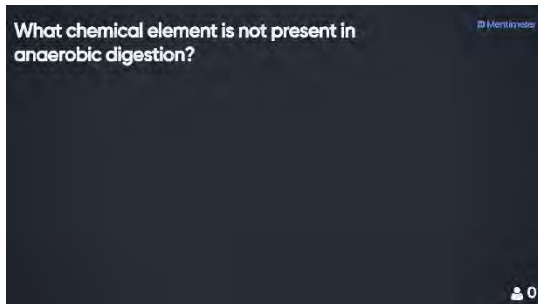 What chemical element is not present in
anaerobic digestion?
Mentimeter
0